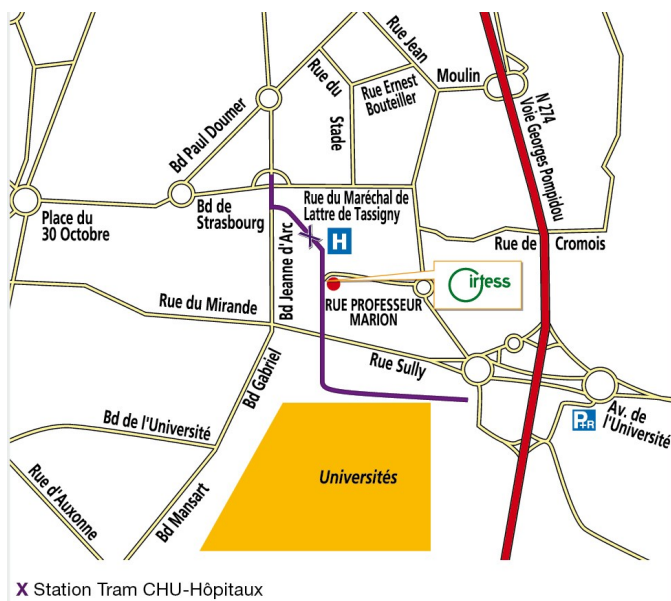 Rue Jean
Moulin
Rue du
Stade
Rue Ernest
Bouteiller
N 274
Voie Georges Pompidou
Bd Paul Doumer
Place du
30 Octobre
Bd de
Strasbourg
Rue du Maréchal de
Lattre de Tassigny
H
Bd Jeanne d'Arc
Rue de Cromois
irtess
Rue du Mirande
RUE PROFESSEUR
MARION
Rue Sully
Bd Gabriel
Av. de
l'Université
P+R
Bd de l'Université
Rue d'Auxonne
Bd Mansart
Universités
X Station Tram CHU-Hôpitaux